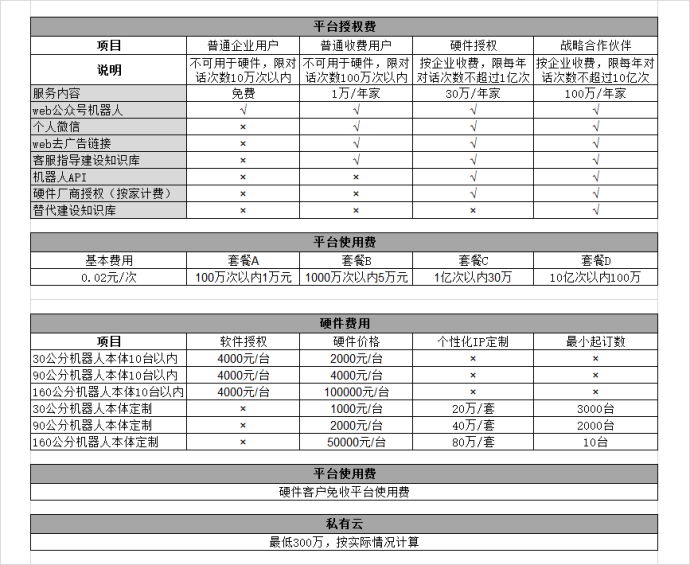 平台授权费
项目 普通企业用户 普通收费用户 硬件授权 战略合作伙伴
说明 不可用于硬件，限对话次数10万次以内 不可用于硬件，限对话次数100万次以内 按企业收费，限每年对话次数不超过1亿次 按企业收费，限每年对话次数不超过10亿次
服务内容 免费 1万/年家 30万/年家 100万/年家
web公众号机器人 √ √ √ √
个人微信 × √ √ √
web去广告链接 × √ √ √
客服指导建设知识库 × √ √ √
机器人API × × √ √
硬件厂商授权（按家计费） × × √ √
替代建设知识库 × × × √
平台使用费
基本费用 套餐A 套餐B 套餐C 套餐D
0.02元/次 100万次以内1万元 1000万次以内5万元 1亿次以内30万 10亿次以内100万
硬件费用
项目 软件授权 硬件价格 个性化IP定制 最小起订数
30公分机器人本体10台以内 4000元/台 2000元/台 × ×
90公分机器人本体10台以内 4000元/台 4000元/台 × ×
160公分机器人本体10台以内 4000元/台 100000元/台 × ×
30公分机器人本体定制 × 1000元/台 20万/套 3000台
90公分机器人本体定制 × 2000元/台 40万/套 2000台
160公分机器人本体定制 × 50000元/台 80万/套 10台
平台使用费
硬件客户免收平台使用费
私有云
最低300万，按实际情况计算